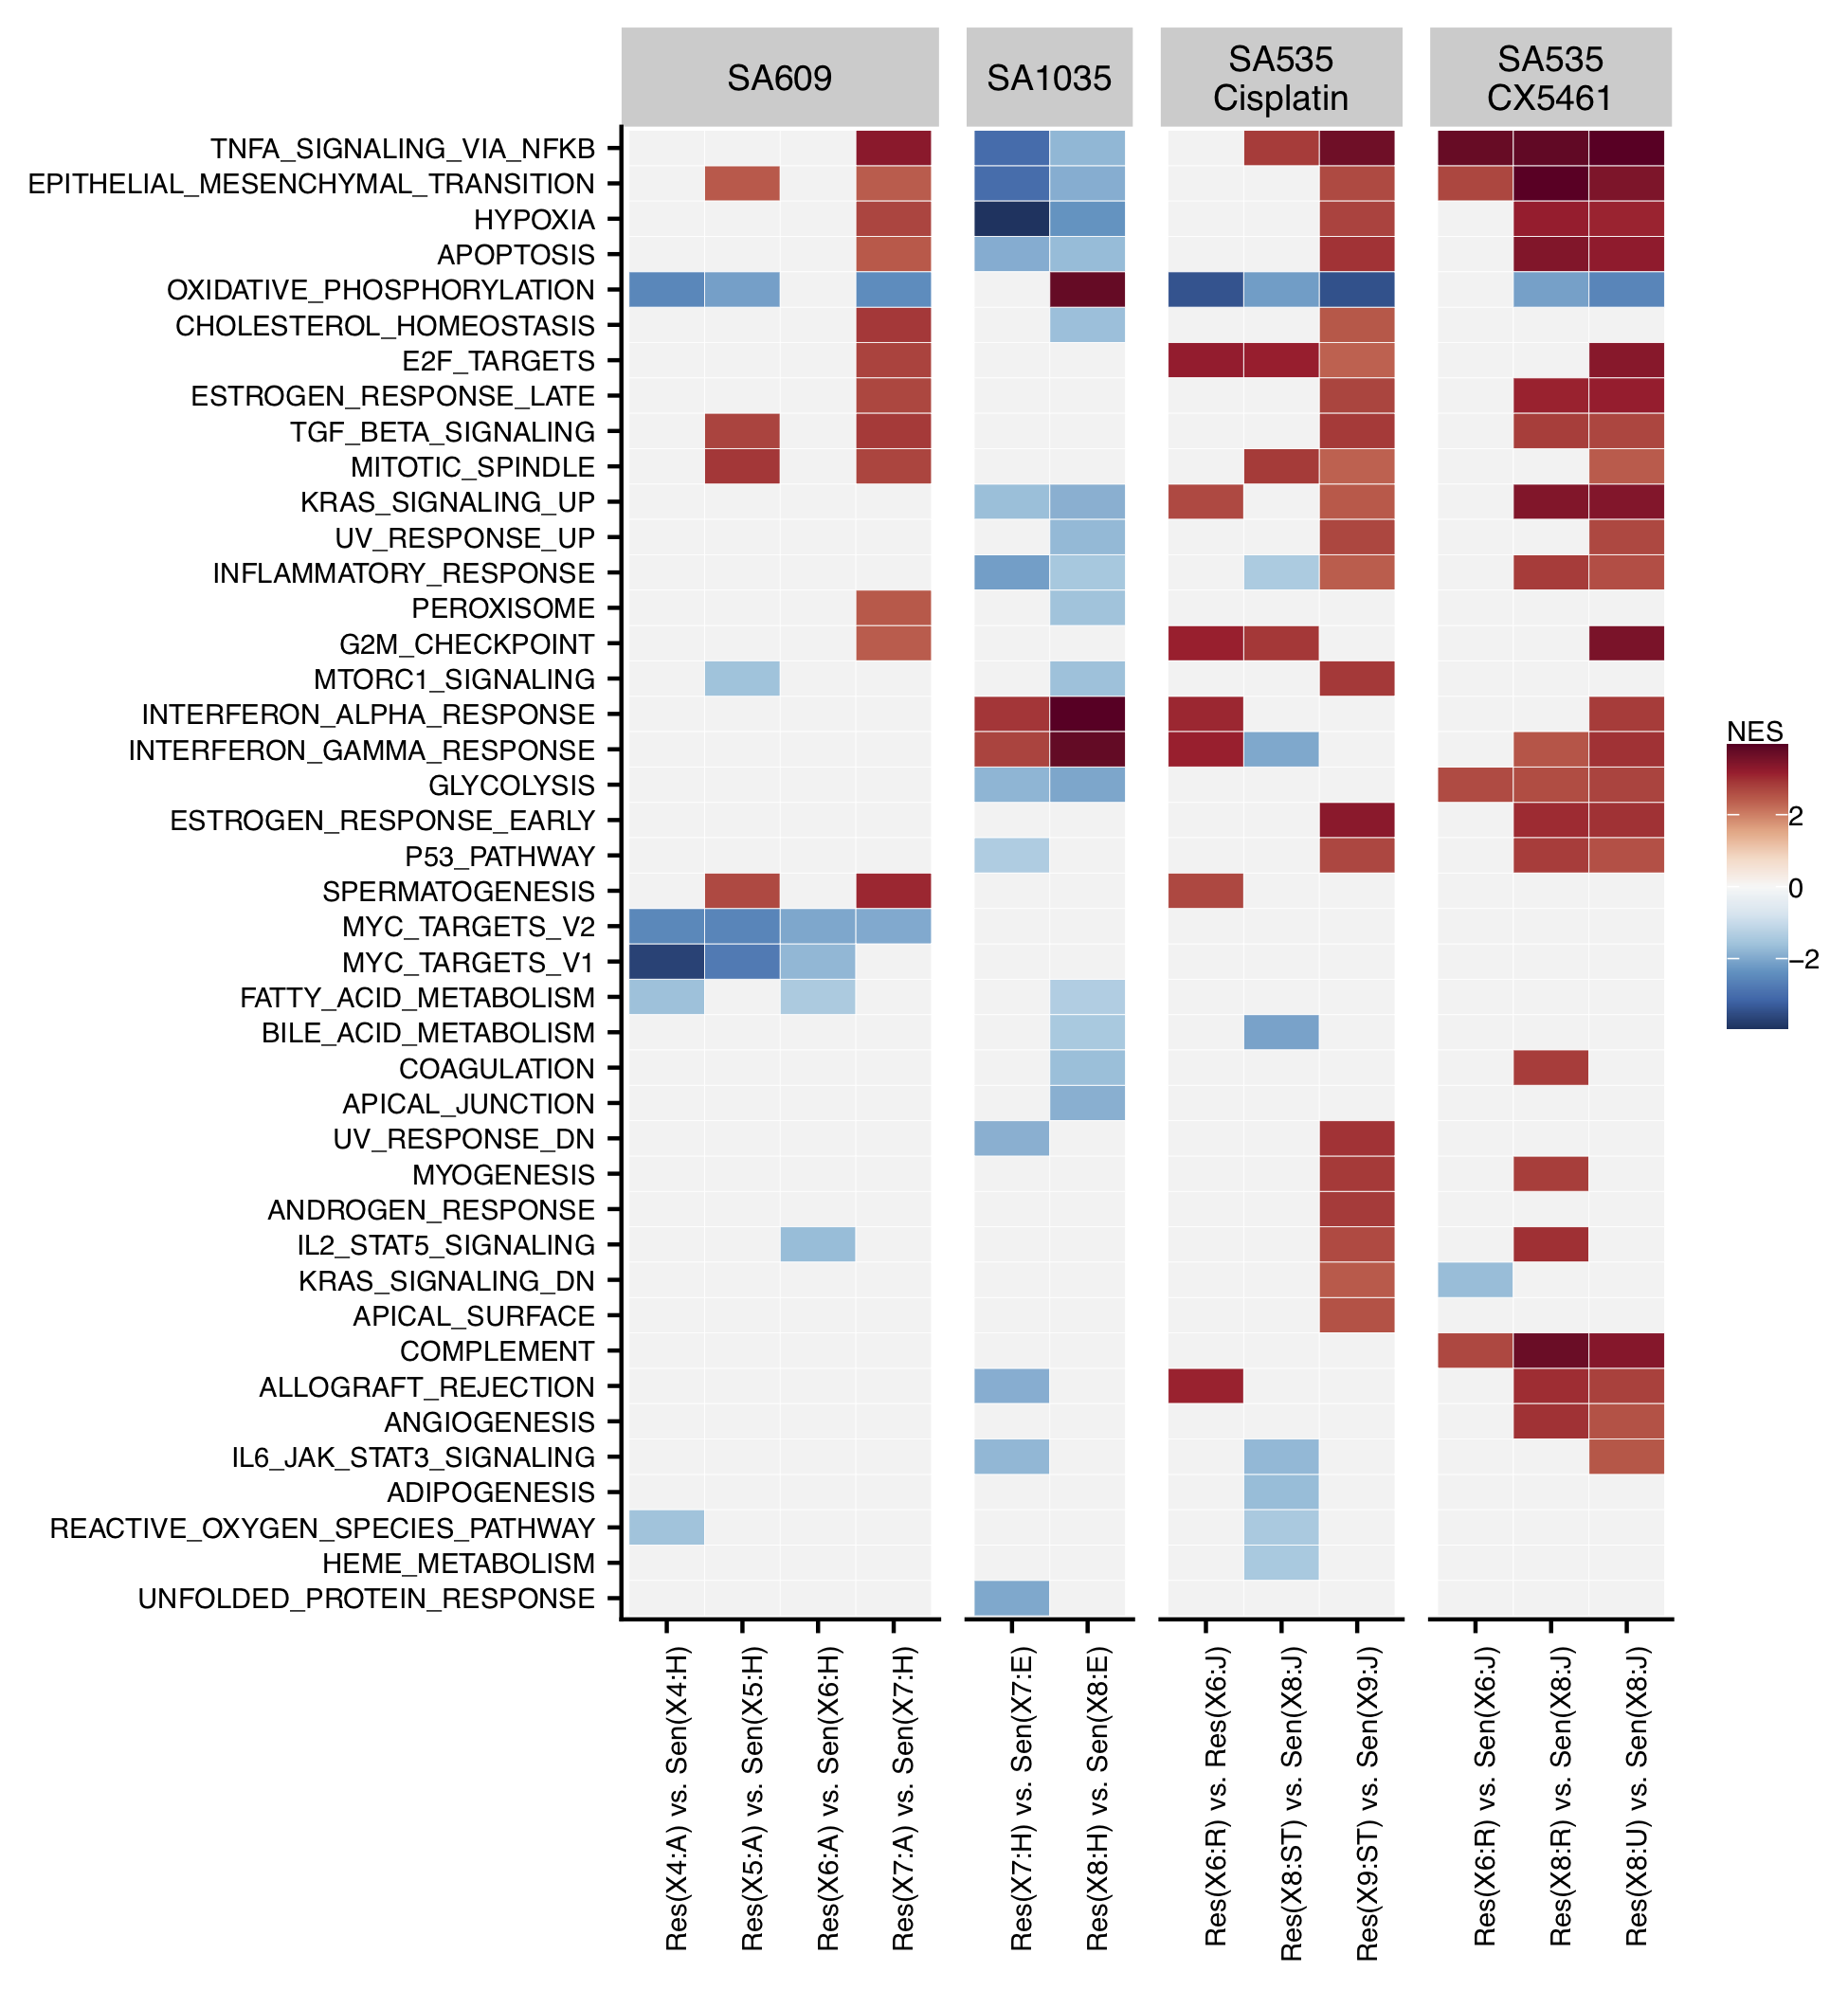 SA609
SA1035
SA535
Cisplatin
SA535
CX5461
TNFA_SIGNALING_VIA_NFKB
EPITHELIAL_MESENCHYMAL_TRANSITION
HYPOXIA
APOPTOSIS
OXIDATIVE_PHOSPHORYLATION
CHOLESTEROL_HOMEOSTASIS
E2F_TARGETS
ESTROGEN_RESPONSE_LATE
TGF_BETA_SIGNALING
MITOTIC_SPINDLE
KRAS_SIGNALING_UP
UV_RESPONSE_UP
INFLAMMATORY_RESPONSE
PEROXISOME
G2M_CHECKPOINT
MTORC1_SIGNALING
INTERFERON_ALPHA_RESPONSE
INTERFERON_GAMMA_RESPONSE
GLYCOLYSIS
ESTROGEN_RESPONSE_EARLY
P53_PATHWAY
SPERMATOGENESIS
MYC_TARGETS_V2
MYC_TARGETS_V1
FATTY_ACID_METABOLISM
BILE_ACID_METABOLISM
COAGULATION
APICAL_JUNCTION
UV_RESPONSE_DN
MYOGENESIS
ANDROGEN_RESPONSE
IL2_STAT5_SIGNALING
KRAS_SIGNALING_DN
APICAL_SURFACE
COMPLEMENT
ALLOGRAFT_REJECTION
ANGIOGENESIS
IL6_JAK_STAT3_SIGNALING
ADIPOGENESIS
REACTIVE_OXYGEN_SPECIES_PATHWAY
HEME_METABOLISM
UNFOLDED_PROTEIN_RESPONSE
Res(X4:A) vs. Sen(X4:H)
Res(X5:A) vs. Sen(X5:H)
Res(X6:A) vs. Sen(X6:H)
Res(X7:A) vs. Sen(X7:H)
Res(X7:H) vs. Sen(X7:E)
Res(X8:H) vs. Sen(X8:E)
Res(X6:R) vs. Res(X6:J)
Res(X8:ST) vs. Sen(X8:J)
Res(X9:ST) vs. Sen(X9:J)
Res(X6:R) vs. Sen(X6:J)
Res(X8:R) vs. Sen(X8:J)
Res(X8:U) vs. Sen(X8:J)
NES
2
0
−2